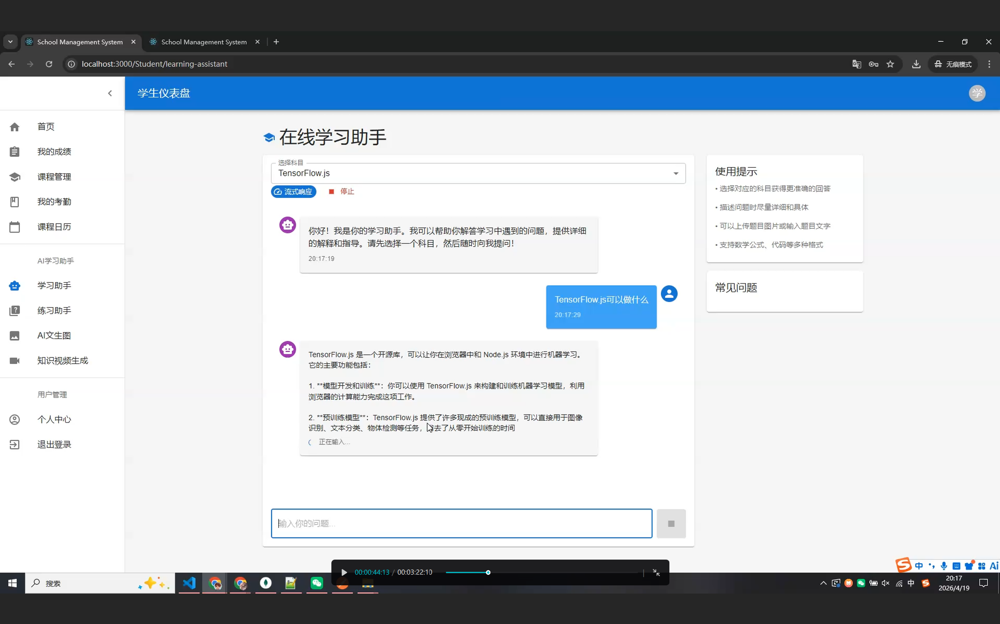 School Management System
School Management System
localhost:3000/Student/learning-assistant
无痕模式
学生仪表盘
学
首页
我的成绩
课程管理
我的考勤
课程日历
AI学习助手
学习助手
练习助手
AI文生图
知识视频生成
用户管理
个人中心
退出登录
在线学习助手
选择科目
TensorFlow.js
流式响应
停止
你好！我是你的学习助手。我可以帮助你解答学习中遇到的问题，提供详细
的解释和指导。请先选择一个科目，然后随时向我提问！
20:17:19
TensorFlow.js可以做什么
20:17:29
TensorFlow.js 是一个开源库，可以让你在浏览器中和 Node.js 环境中进行机器学习。
它的主要功能包括：
1. **模型开发和训练**：你可以使用 TensorFlow.js 来构建和训练机器学习模型，利用
浏览器的计算能力完成这项工作。
2. **预训练模型**：TensorFlow.js 提供了许多现成的预训练模型，可以直接用于图像
识别、文本分类、物体检测等任务，去了从零开始训练的时间
正在输入...
输入你的问题...
使用提示
• 选择对应的科目获得更准确的回答
• 描述问题时尽量详细和具体
• 可以上传题目图片或输入题目文字
• 支持数学公式、代码等多种格式
常见问题
00:00:44:13 / 00:03:22:10
中
Ai
搜索
中
20:17
2026/4/19